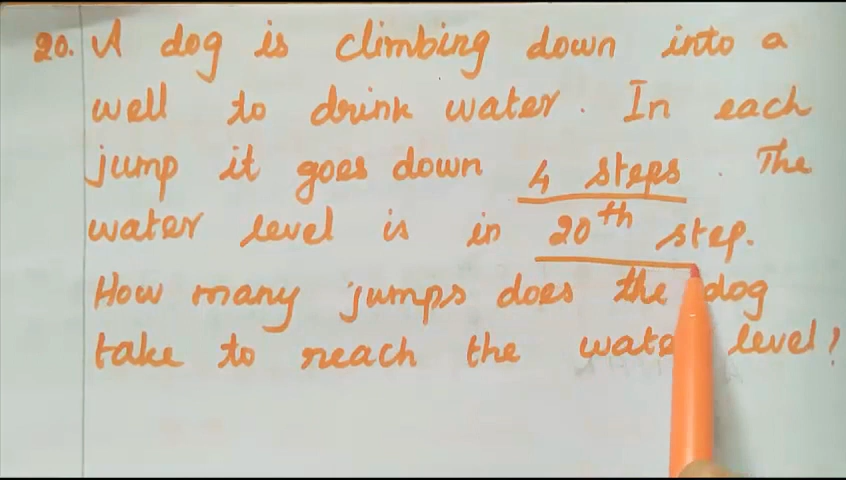 20. A dog is climbing down into a
well to drink water. In each
jump it goes down 4 steps. The
water level is in 20th step.
How many jumps does the dog
take to reach the water level?